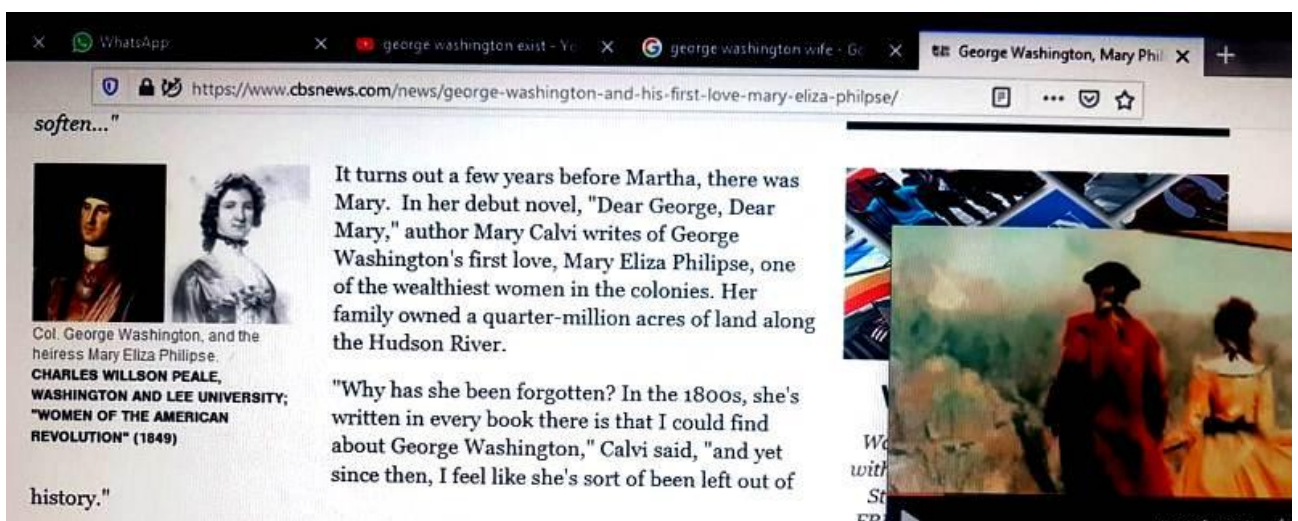 WhatsApp
george washington exist - Yo
george washington wife - Go
George Washington, Mary Phil
https://www.cbsnews.com/news/george-washington-and-his-first-love-mary-eliza-philpse/
soften..."
Col. George Washington, and the
heiress Mary Eliza Philipse.
CHARLES WILLSON PEALE,
WASHINGTON AND LEE UNIVERSITY;
"WOMEN OF THE AMERICAN
REVOLUTION" (1849)
It turns out a few years before Martha, there was
Mary. In her debut novel, "Dear George, Dear
Mary," author Mary Calvi writes of George
Washington's first love, Mary Eliza Philipse, one
of the wealthiest women in the colonies. Her
family owned a quarter-million acres of land along
the Hudson River.
"Why has she been forgotten? In the 1800s, she's
written in every book there is that I could find
about George Washington," Calvi said, "and yet
since then, I feel like she's sort of been left out of
history."
with
St